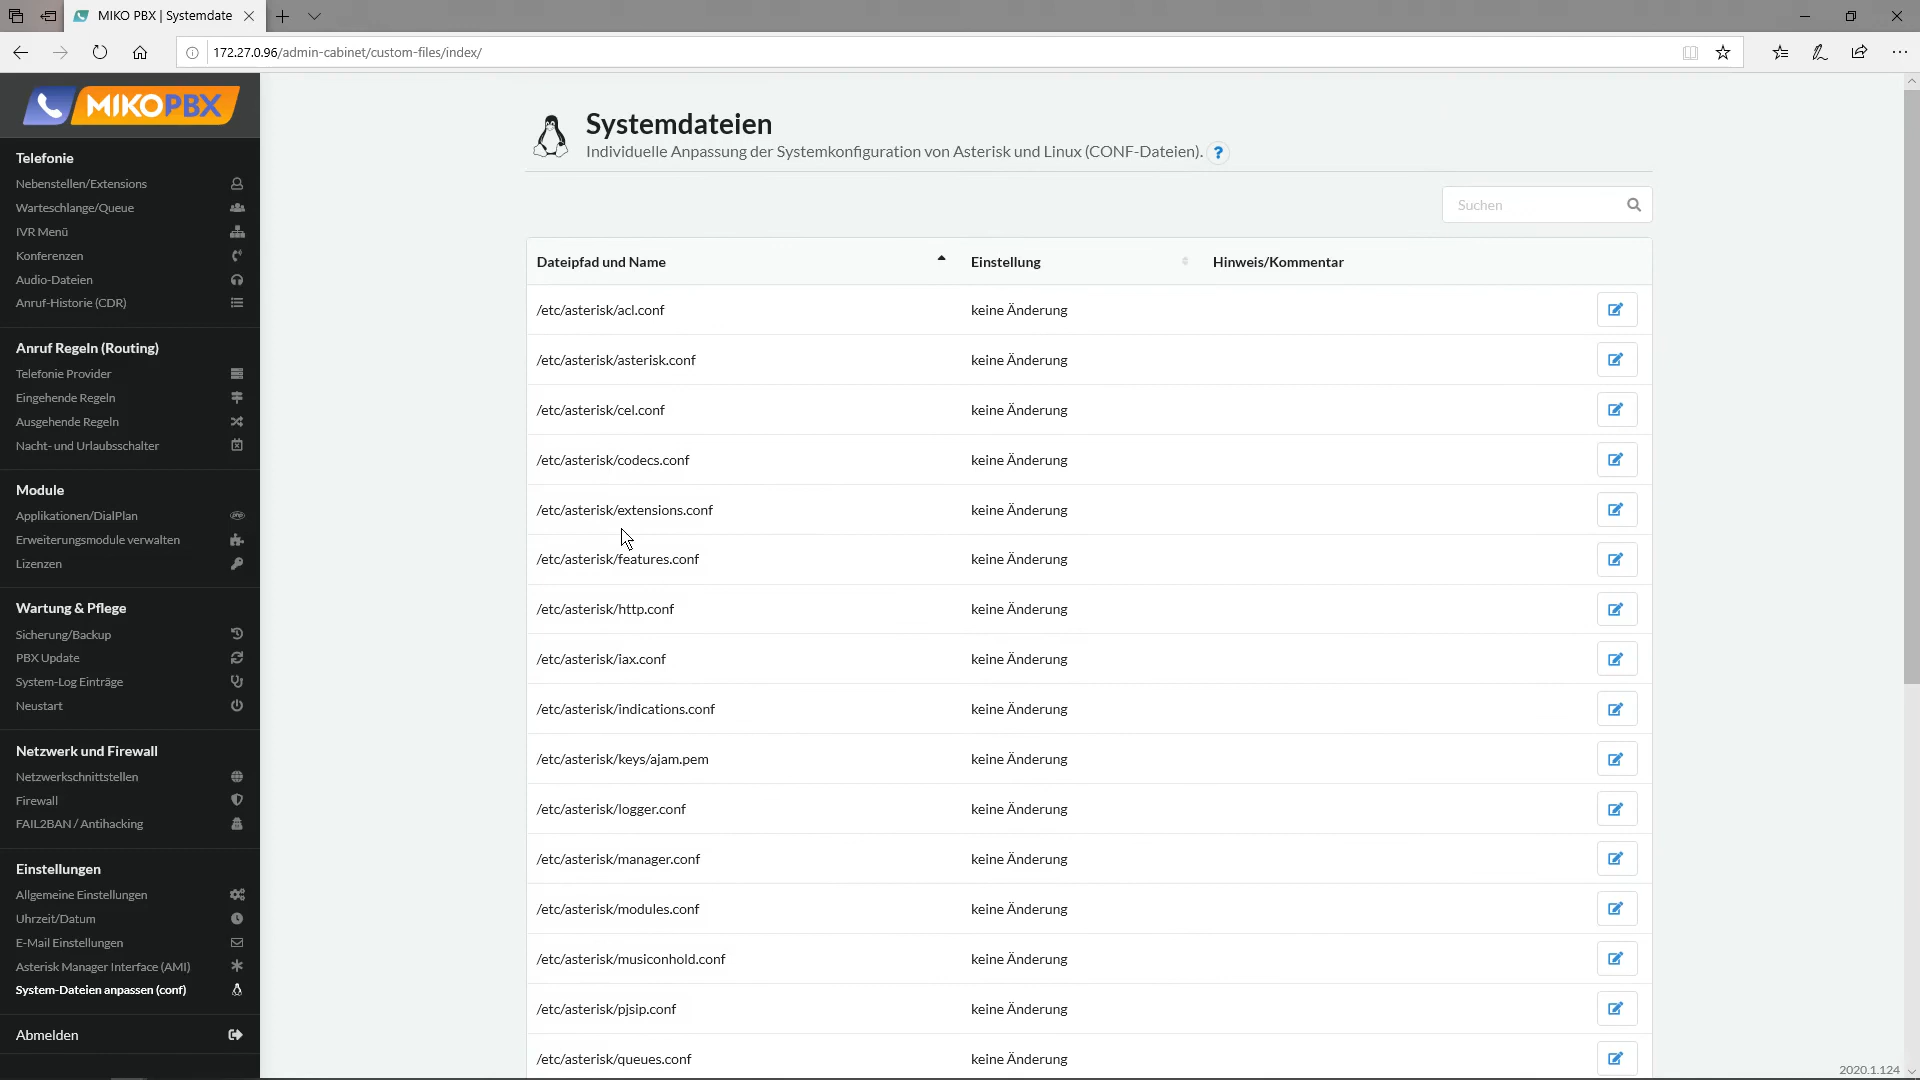 MIKO PBX | Systemdate
172.27.0.96/admin-cabinet/custom-files/index/
MIKOPBX
Telefonie
Nebenstellen/Extensions
Warteschlange/Queue
IVR Menü
Konferenzen
Audio-Dateien
Anruf-Historie (CDR)
Anruf Regeln (Routing)
Telefonie Provider
Eingehende Regeln
Ausgehende Regeln
Nacht- und Urlaubsschalter
Module
Applikationen/DialPlan
Erweiterungsmodule verwalten
Lizenzen
Wartung & Pflege
Sicherung/Backup
PBX Update
System-Log Einträge
Neustart
Netzwerk und Firewall
Netzwerkschnittstellen
Firewall
FAIL2BAN / Antihacking
Einstellungen
Allgemeine Einstellungen
Uhrzeit/Datum
E-Mail Einstellungen
Asterisk Manager Interface (AMI)
System-Dateien anpassen (conf)
Abmelden
Systemdateien
Individuelle Anpassung der Systemkonfiguration von Asterisk und Linux (CONF-Dateien). ?
Suchen
Dateipfad und Name Einstellung Hinweis/Kommentar
/etc/asterisk/acl.conf keine Änderung
/etc/asterisk/asterisk.conf keine Änderung
/etc/asterisk/cel.conf keine Änderung
/etc/asterisk/codecs.conf keine Änderung
/etc/asterisk/extensions.conf keine Änderung
/etc/asterisk/features.conf keine Änderung
/etc/asterisk/http.conf keine Änderung
/etc/asterisk/iax.conf keine Änderung
/etc/asterisk/indications.conf keine Änderung
/etc/asterisk/keys/ajam.pem keine Änderung
/etc/asterisk/logger.conf keine Änderung
/etc/asterisk/manager.conf keine Änderung
/etc/asterisk/modules.conf keine Änderung
/etc/asterisk/musiconhold.conf keine Änderung
/etc/asterisk/pjsip.conf keine Änderung
/etc/asterisk/queues.conf keine Änderung
2020.1.124